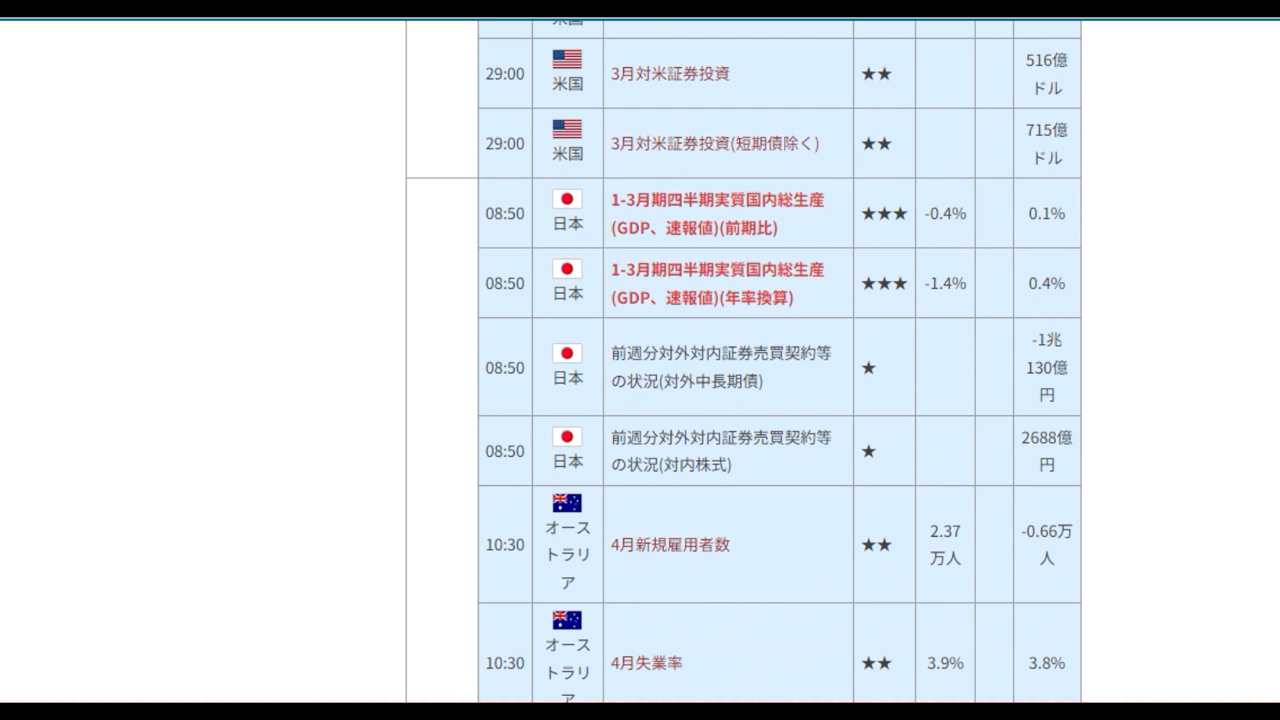 29:00 米国 3月対米証券投資 ★★ 516億ドル
29:00 米国 3月対米証券投資(短期債除く) ★★ 715億ドル
08:50 日本 1-3月期四半期実質国内総生産(GDP、速報値)(前期比) ★★★ -0.4% 0.1%
08:50 日本 1-3月期四半期実質国内総生産(GDP、速報値)(年率換算) ★★★ -1.4% 0.4%
08:50 日本 前週分対外対内証券売買契約等の状況(対外中長期債) ★ -1兆130億円
08:50 日本 前週分対外対内証券売買契約等の状況(対内株式) ★ 2688億円
10:30 オーストラリア 4月新規雇用者数 ★★ 2.37万人 -0.66万人
10:30 オーストラリア 4月失業率 ★★ 3.9% 3.8%